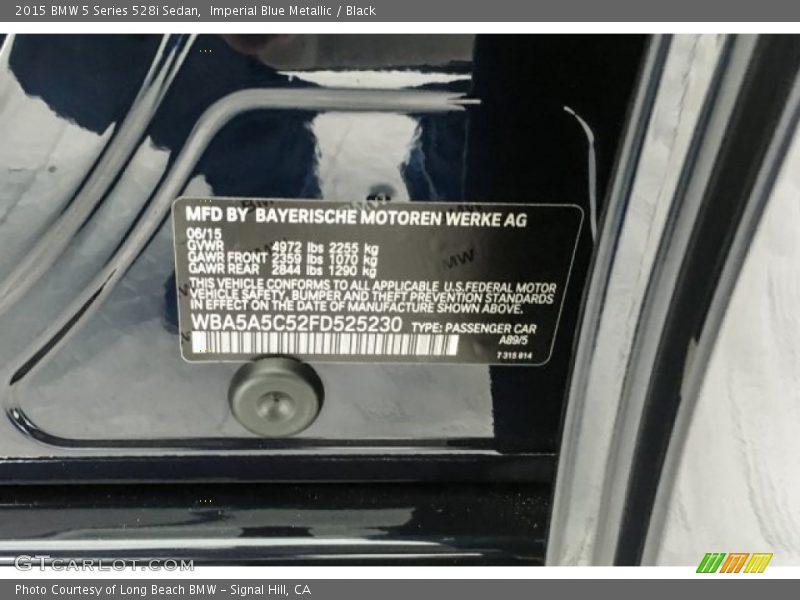 2015 BMW 5 Series 528i Sedan,  Imperial Blue Metallic / Black
MFD BY BAYERISCHE MOTOREN WERKE AG
06/15
GVWR 4972 lbs 2255 kg
GAWR FRONT 2359 lbs 1070 kg
GAWR REAR 2844 lbs 1290 kg
THIS VEHICLE CONFORMS TO ALL APPLICABLE U.S.FEDERAL MOTOR
VEHICLE SAFETY, BUMPER AND THEFT PREVENTION STANDARDS
IN EFFECT ON THE DATE OF MANUFACTURE SHOWN ABOVE.
WBA5A5C52FD525230 TYPE: PASSENGER CAR
A89/5
7 315 814
GTCARLOT.COM
Photo Courtesy of Long Beach BMW – Signal Hill, CA